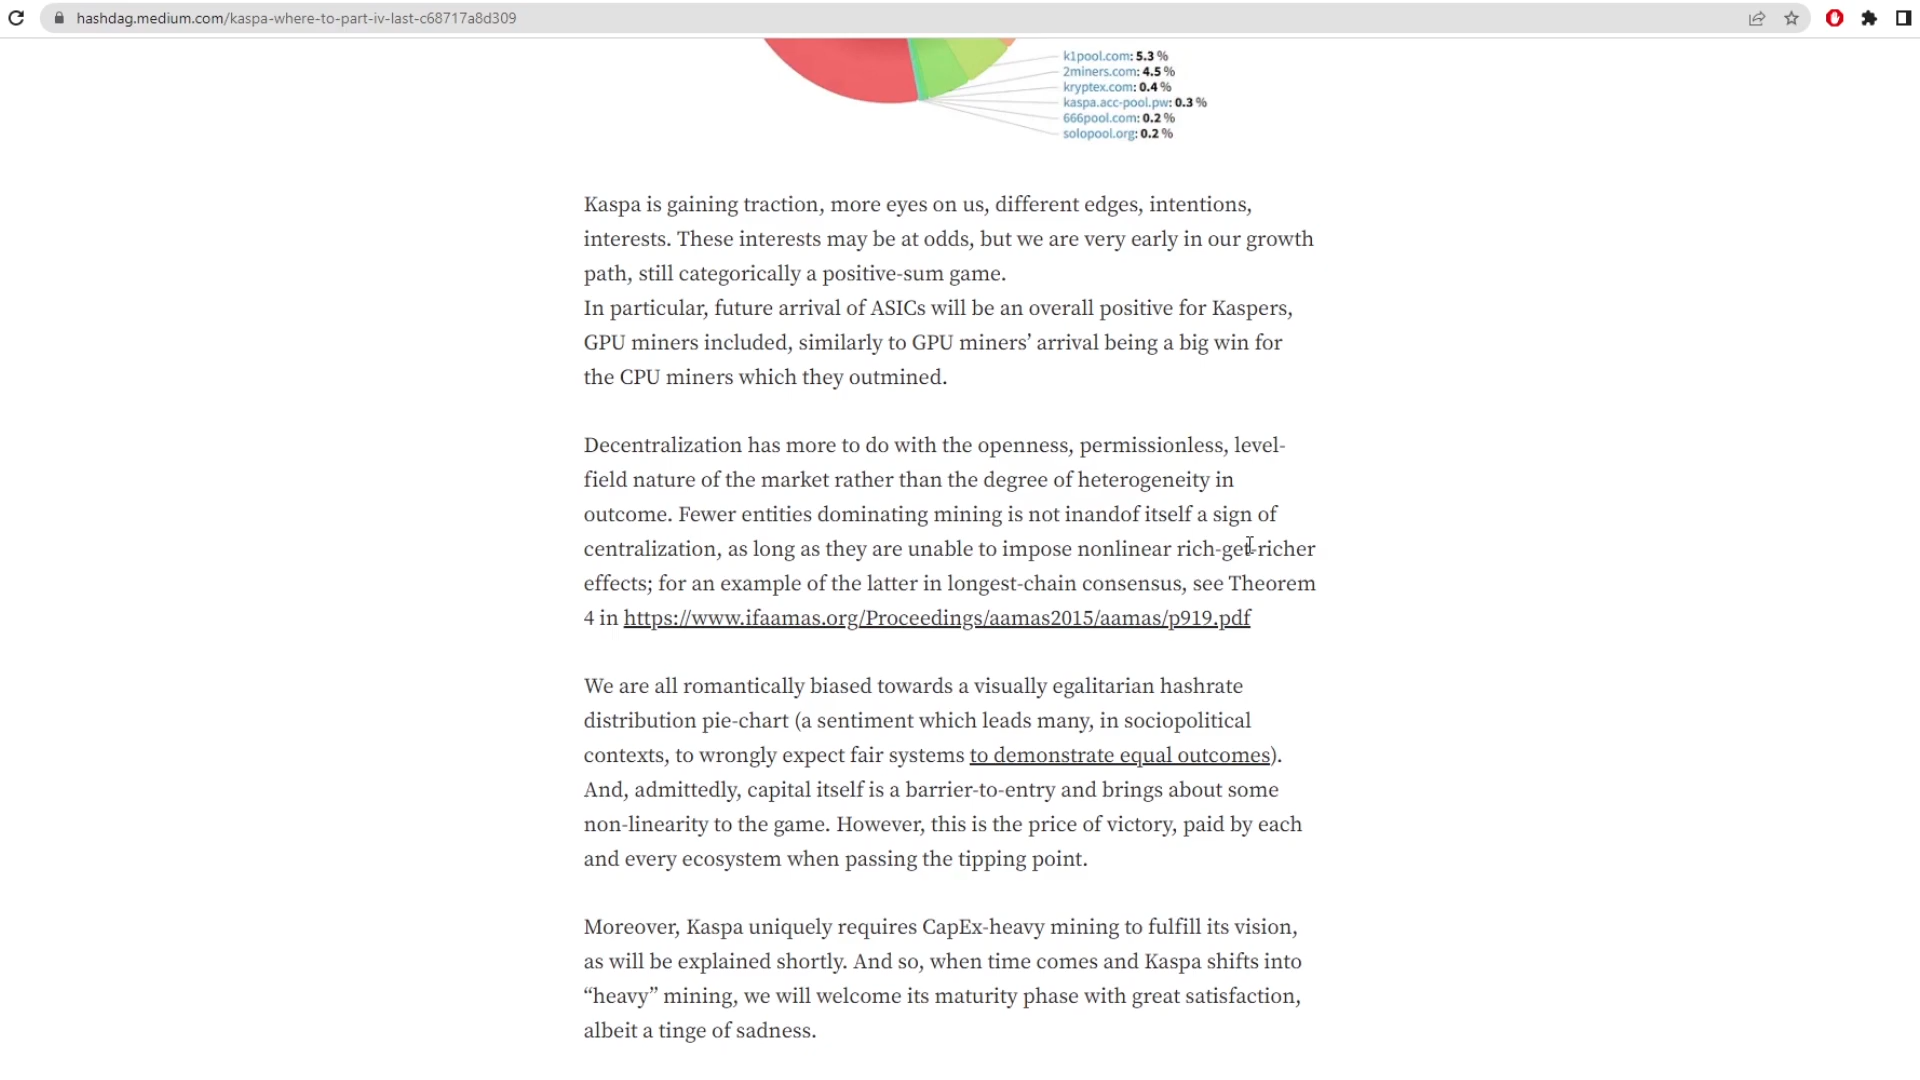 hashdag.medium.com/kaspa-where-to-part-iv-last-c68717a8d309
k1pool.com: 5.3 %
2miners.com: 4.5 %
kryptex.com: 0.4 %
kaspa.acc-pool.pw: 0.3 %
666pool.com: 0.2 %
solopool.org: 0.2 %
Kaspa is gaining traction, more eyes on us, different edges, intentions,
interests. These interests may be at odds, but we are very early in our growth
path, still categorically a positive-sum game.
In particular, future arrival of ASICs will be an overall positive for Kaspers,
GPU miners included, similarly to GPU miners’ arrival being a big win for
the CPU miners which they outmined.
Decentralization has more to do with the openness, permissionless, level-
field nature of the market rather than the degree of heterogeneity in
outcome. Fewer entities dominating mining is not inandof itself a sign of
centralization, as long as they are unable to impose nonlinear rich-get-richer
effects; for an example of the latter in longest-chain consensus, see Theorem
4 in https://www.ifaamas.org/Proceedings/aamas2015/aamas/p919.pdf
We are all romantically biased towards a visually egalitarian hashrate
distribution pie-chart (a sentiment which leads many, in sociopolitical
contexts, to wrongly expect fair systems to demonstrate equal outcomes).
And, admittedly, capital itself is a barrier-to-entry and brings about some
non-linearity to the game. However, this is the price of victory, paid by each
and every ecosystem when passing the tipping point.
Moreover, Kaspa uniquely requires CapEx-heavy mining to fulfill its vision,
as will be explained shortly. And so, when time comes and Kaspa shifts into
“heavy” mining, we will welcome its maturity phase with great satisfaction,
albeit a tinge of sadness.